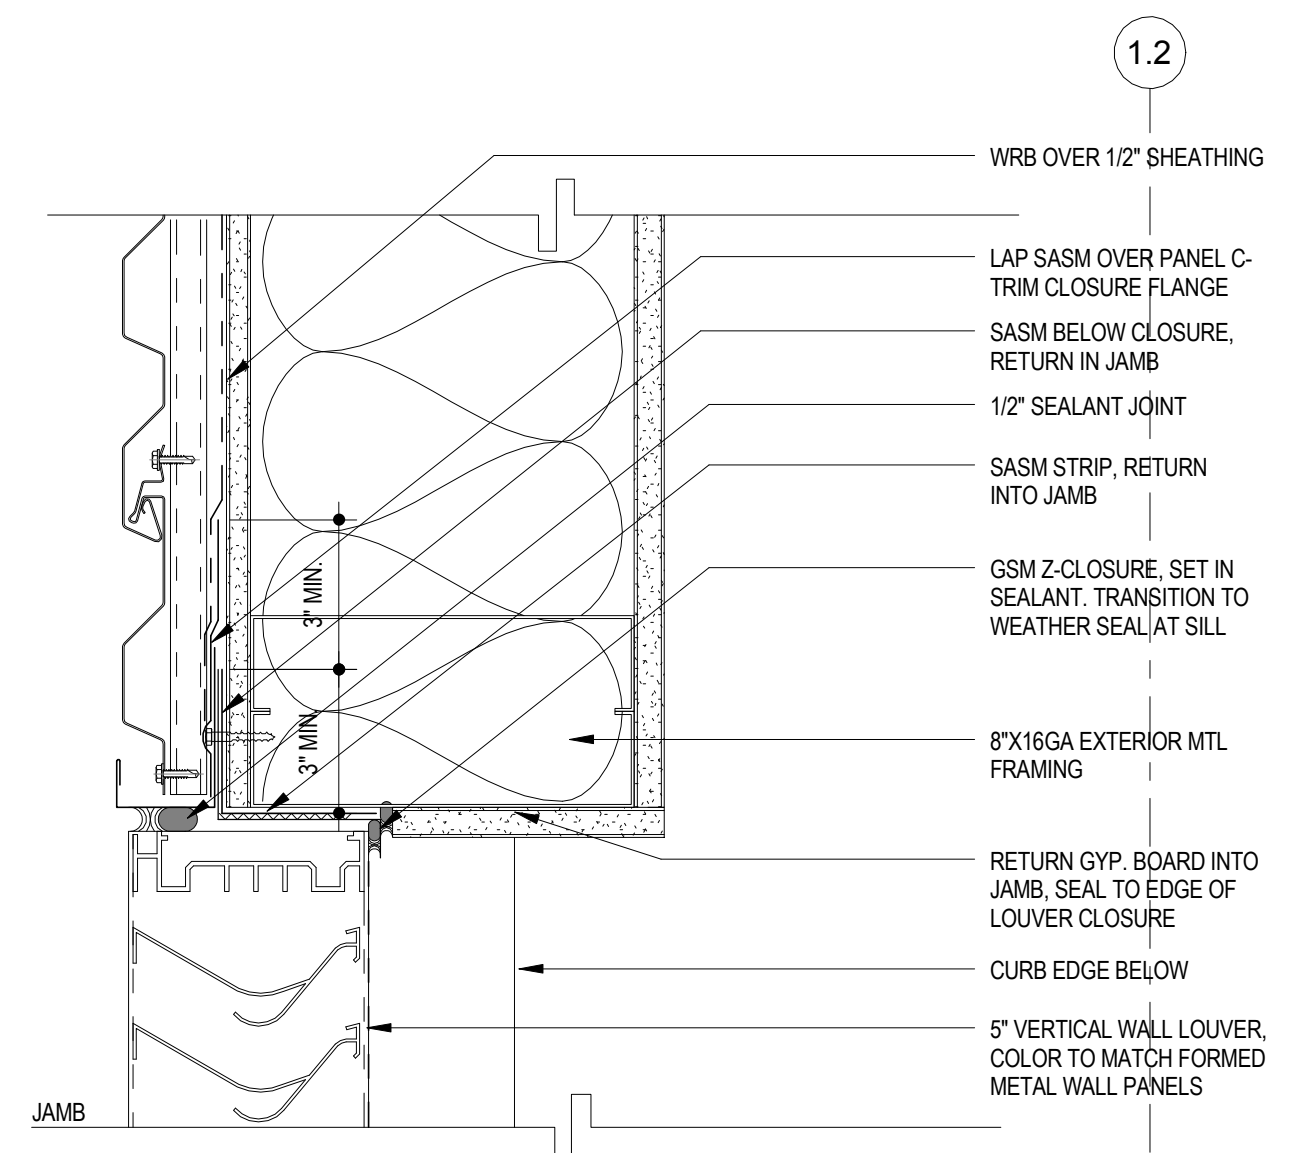 1.2
WRB OVER 1/2" SHEATHING
LAP SASM OVER PANEL C-
TRIM CLOSURE FLANGE
SASM BELOW CLOSURE,
RETURN IN JAMB
1/2" SEALANT JOINT
SASM STRIP, RETURN
INTO JAMB
GSM Z-CLOSURE, SET IN
SEALANT. TRANSITION TO
WEATHER SEAL AT SILL
3" MIN.
3" MIN.
8"X16GA EXTERIOR MTL
FRAMING
RETURN GYP. BOARD INTO
JAMB, SEAL TO EDGE OF
LOUVER CLOSURE
CURB EDGE BELOW
5" VERTICAL WALL LOUVER,
COLOR TO MATCH FORMED
METAL WALL PANELS
JAMB